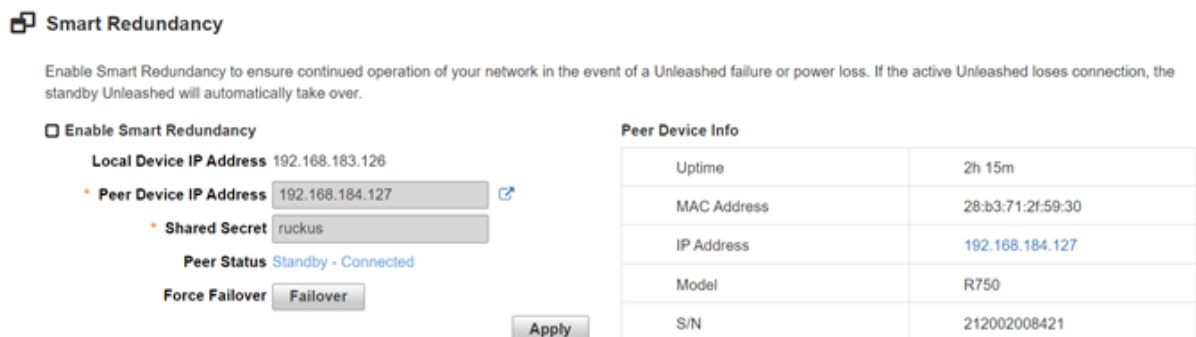 Smart Redundancy
Enable Smart Redundancy to ensure continued operation of your network in the event of a Unleashed failure or power loss. If the active Unleashed loses connection, the
standby Unleashed will automatically take over.
Enable Smart Redundancy
Local Device IP Address 192.168.183.126
* Peer Device IP Address 192.168.184.127
* Shared Secret ruckus
Peer Status Standby - Connected
Force Failover Failover
Apply
Peer Device Info
Uptime 2h 15m
MAC Address 28:b3:71:2f:59:30
IP Address 192.168.184.127
Model R750
S/N 212002008421